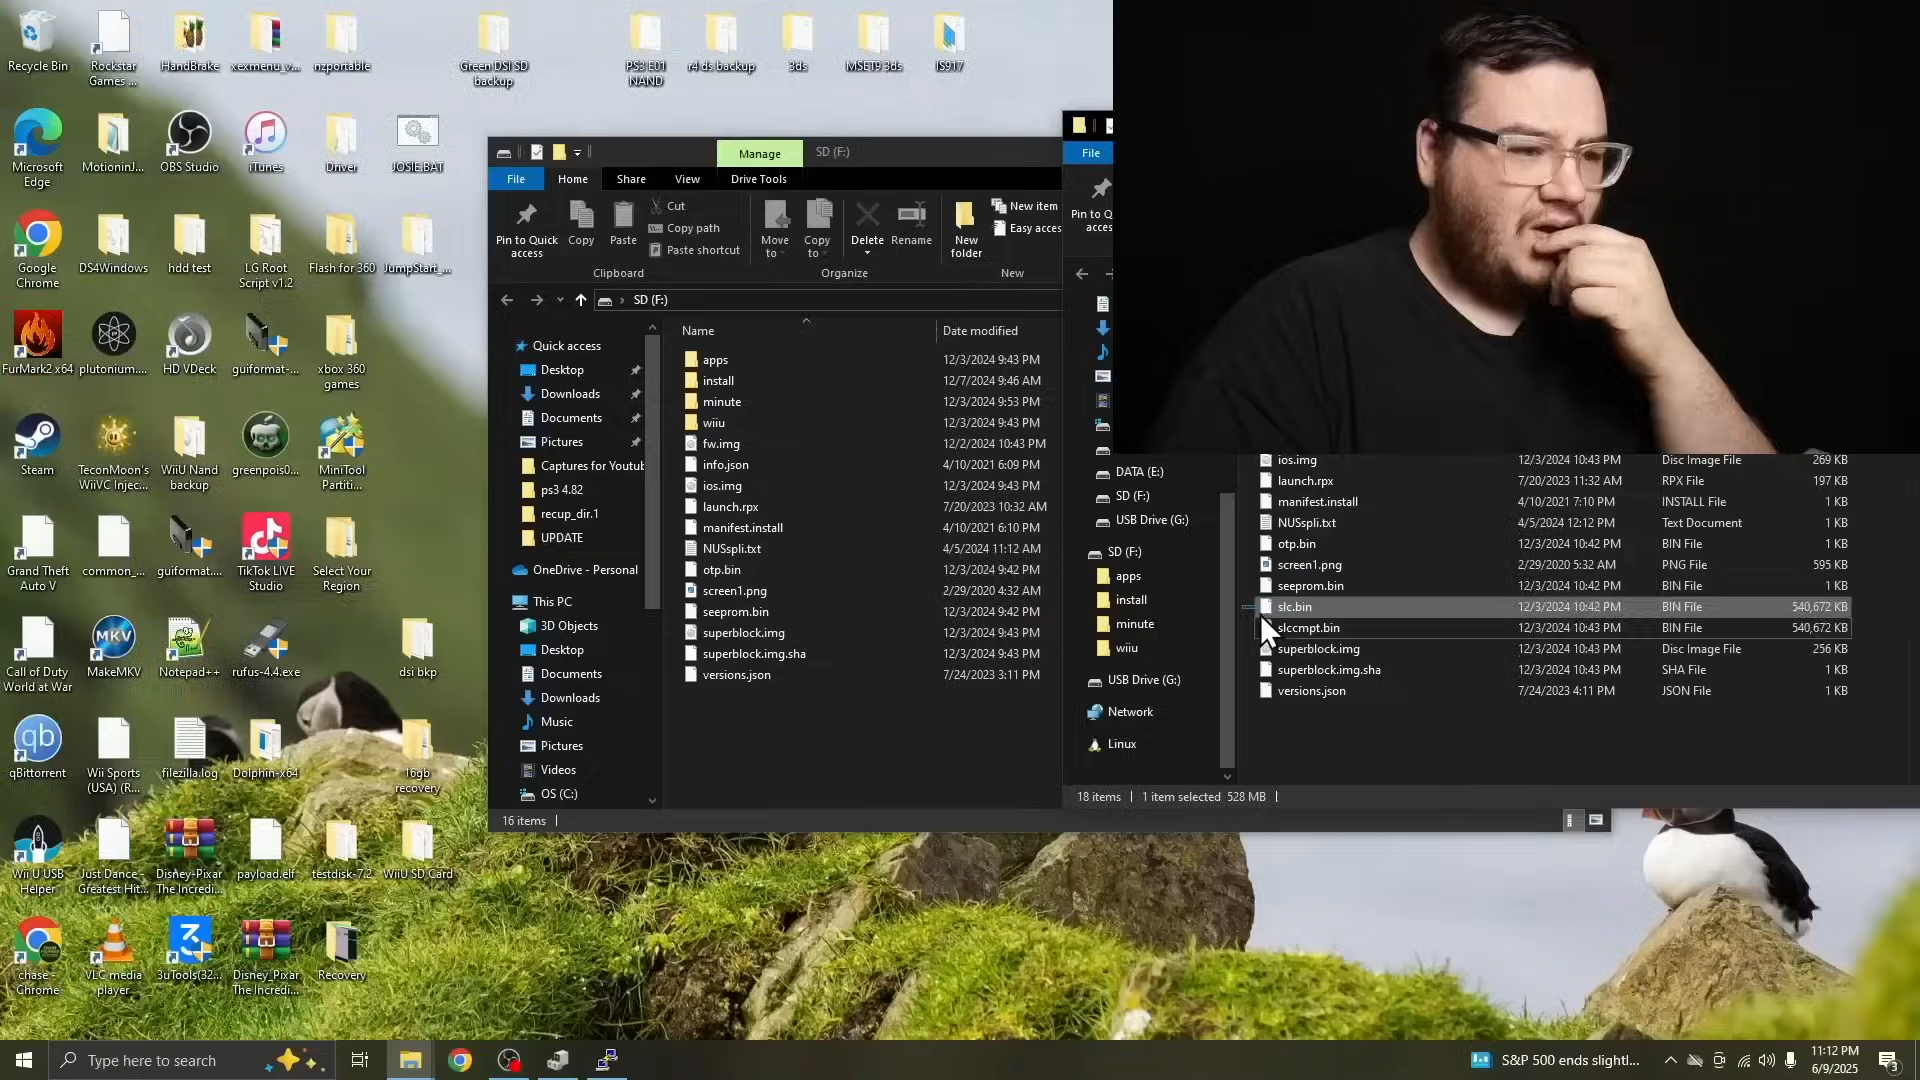 Recycle Bin
Rockstar
Games ...
HandBrake
xexmenu_v...
nzportable
Green DSI SD
backup
PS3 E01
NAND
r4 ds backup
3ds
MSET9 3ds
IS917
Microsoft
Edge
MotioninJ...
OBS Studio
iTunes
Driver
JOSIE.BAT
Google
Chrome
DS4Windows
hdd test
LG Root
Script v1.2
Flash for 360
JumpStart_...
FurMark2 x64
plutonium....
HD VDeck
guiformat-...
xbox 360
games
Steam
TeconMoon's
WiiVC Injec...
WiiU Nand
backup
greenpois0...
MiniTool
Partiti...
Grand Theft
Auto V
common_...
guiformat....
TikTok LIVE
Studio
Select Your
Region
Call of Duty
World at War
MakeMKV
Notepad++
rufus-4.4.exe
dsi bkp
qBittorrent
Wii Sports
(USA) (R...
filezilla.log
Dolphin-x64
16gb
recovery
Wii U USB
Helper
Just Dance -
Greatest Hit...
Disney-Pixar
The Incredi...
payload.elf
testdisk-7.2
WiiU SD Card
chase -
Chrome
VLC media
player
3uTools(32...
Disney_Pixar
The Incredi...
Recovery
Manage
SD (F:)
File
Home
Share
View
Drive Tools
Pin to Quick
access
Copy
Paste
Cut
Copy path
Paste shortcut
Move
to
Copy
to
Delete
Rename
New
folder
New item
Easy acces
Clipboard
Organize
New
SD (F:)
Name
Date modified
Quick access
Desktop
Downloads
Documents
Pictures
Captures for Youtub
ps3 4.82
recup_dir.1
UPDATE
OneDrive - Personal
This PC
3D Objects
Desktop
Documents
Downloads
Music
Pictures
Videos
OS (C:)
apps 12/3/2024 9:43 PM
install 12/7/2024 9:46 AM
minute 12/3/2024 9:53 PM
wiiu 12/3/2024 9:43 PM
fw.img 12/2/2024 10:43 PM
info.json 4/10/2021 6:09 PM
ios.img 12/3/2024 9:43 PM
launch.rpx 7/20/2023 10:32 AM
manifest.install 4/10/2021 6:10 PM
NUSspli.txt 4/5/2024 11:12 AM
otp.bin 12/3/2024 9:42 PM
screen1.png 2/29/2020 4:32 AM
seeprom.bin 12/3/2024 9:42 PM
superblock.img 12/3/2024 9:43 PM
superblock.img.sha 12/3/2024 9:43 PM
versions.json 7/24/2023 3:11 PM
16 items
File
Pin to Q
acces
DATA (E:)
SD (F:)
USB Drive (G:)
SD (F:)
apps
install
minute
wiiu
USB Drive (G:)
Network
Linux
ios.img 12/3/2024 10:43 PM Disc Image File 269 KB
launch.rpx 7/20/2023 11:32 AM RPX File 197 KB
manifest.install 4/10/2021 7:10 PM INSTALL File 1 KB
NUSspli.txt 4/5/2024 12:12 PM Text Document 1 KB
otp.bin 12/3/2024 10:42 PM BIN File 1 KB
screen1.png 2/29/2020 5:32 AM PNG File 595 KB
seeprom.bin 12/3/2024 10:42 PM BIN File 1 KB
slc.bin 12/3/2024 10:42 PM BIN File 540,672 KB
slccmpt.bin 12/3/2024 10:43 PM BIN File 540,672 KB
superblock.img 12/3/2024 10:43 PM Disc Image File 256 KB
superblock.img.sha 12/3/2024 10:43 PM SHA File 1 KB
versions.json 7/24/2023 4:11 PM JSON File 1 KB
18 items 1 item selected 528 MB
Type here to search
S&P 500 ends slightl...
11:12 PM
6/9/2025
3